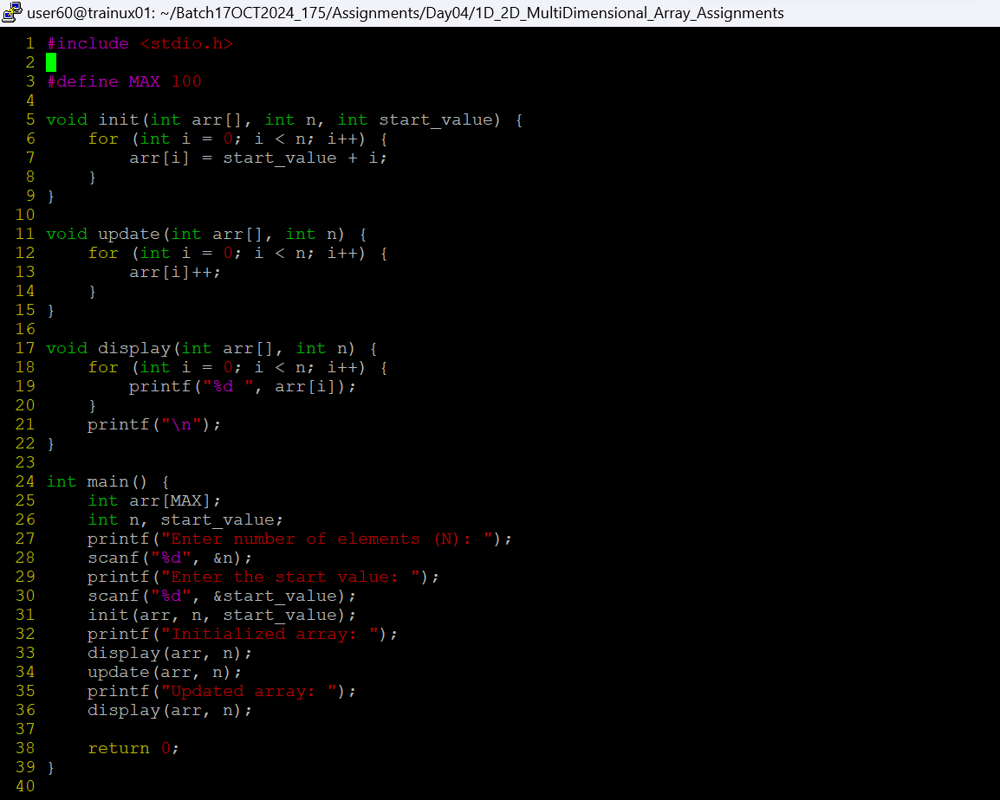 user60@trainux01: ~/Batch17OCT2024_175/Assignments/Day04/1D_2D_MultiDimensional_Array_Assignments
1 #include <stdio.h>
2
3 #define MAX 100
4
5 void init(int arr[], int n, int start_value) {
6     for (int i = 0; i < n; i++) {
7         arr[i] = start_value + i;
8     }
9 }
10
11 void update(int arr[], int n) {
12     for (int i = 0; i < n; i++) {
13         arr[i]++;
14     }
15 }
16
17 void display(int arr[], int n) {
18     for (int i = 0; i < n; i++) {
19         printf("%d ", arr[i]);
20     }
21     printf("\n");
22 }
23
24 int main() {
25     int arr[MAX];
26     int n, start_value;
27     printf("Enter number of elements (N): ");
28     scanf("%d", &n);
29     printf("Enter the start value: ");
30     scanf("%d", &start_value);
31     init(arr, n, start_value);
32     printf("Initialized array: ");
33     display(arr, n);
34     update(arr, n);
35     printf("Updated array: ");
36     display(arr, n);
37
38     return 0;
39 }
40